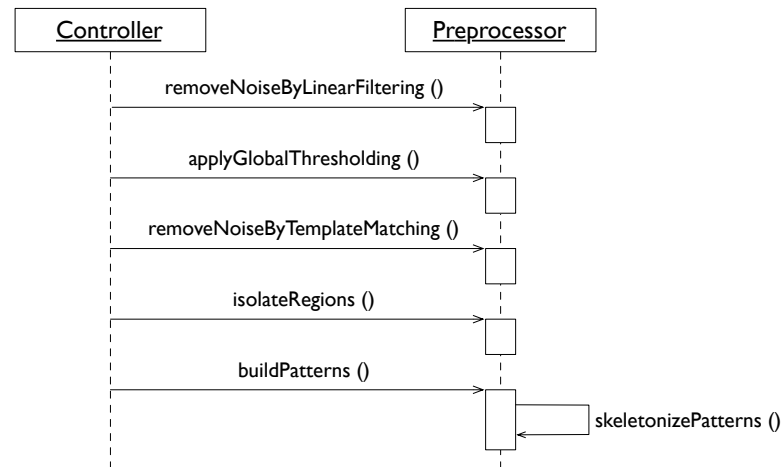 Controller
Preprocessor
removeNoiseByLinearFiltering ()
applyGlobalThresholding ()
removeNoiseByTemplateMatching ()
isolateRegions ()
buildPatterns ()
skeletonizePatterns ()